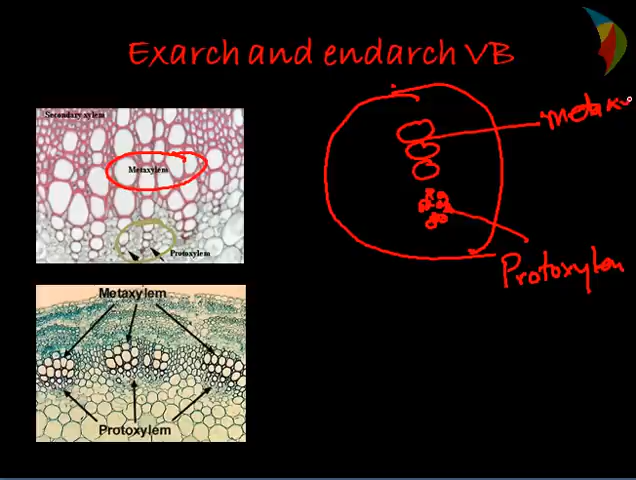 Exarch and endarch VB
Secondary xylem
Metaxylem
Protoxylem
Metaxylem
Protoxylem
Protoxylem